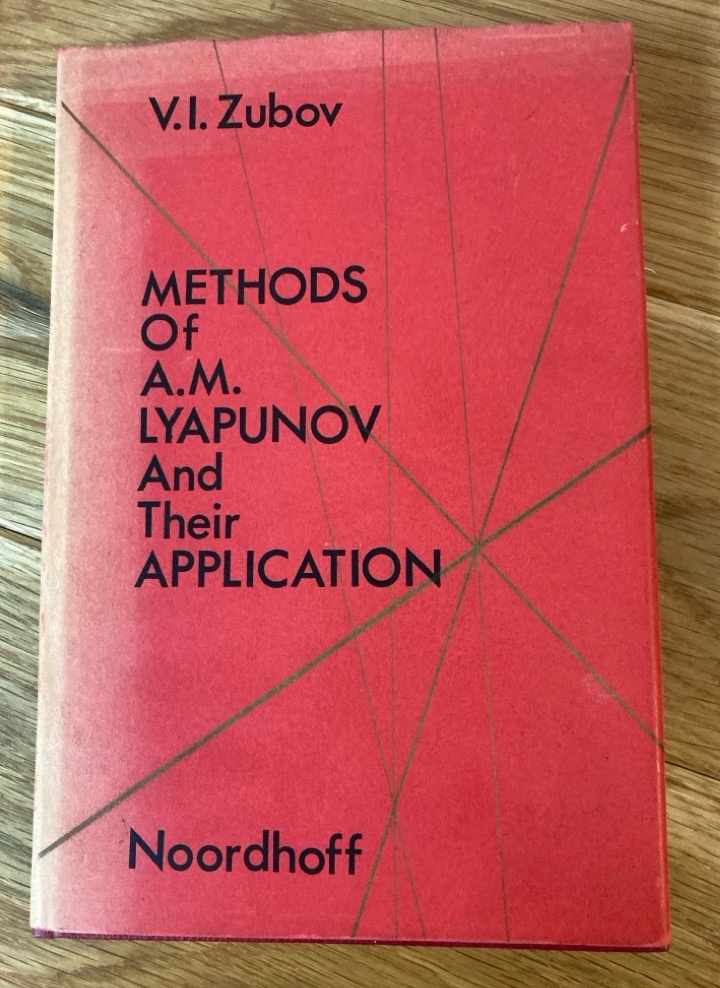 V.I. Zubov
METHODS
Of
A.M.
LYAPUNOV
And
Their
APPLICATION
Noordhoff